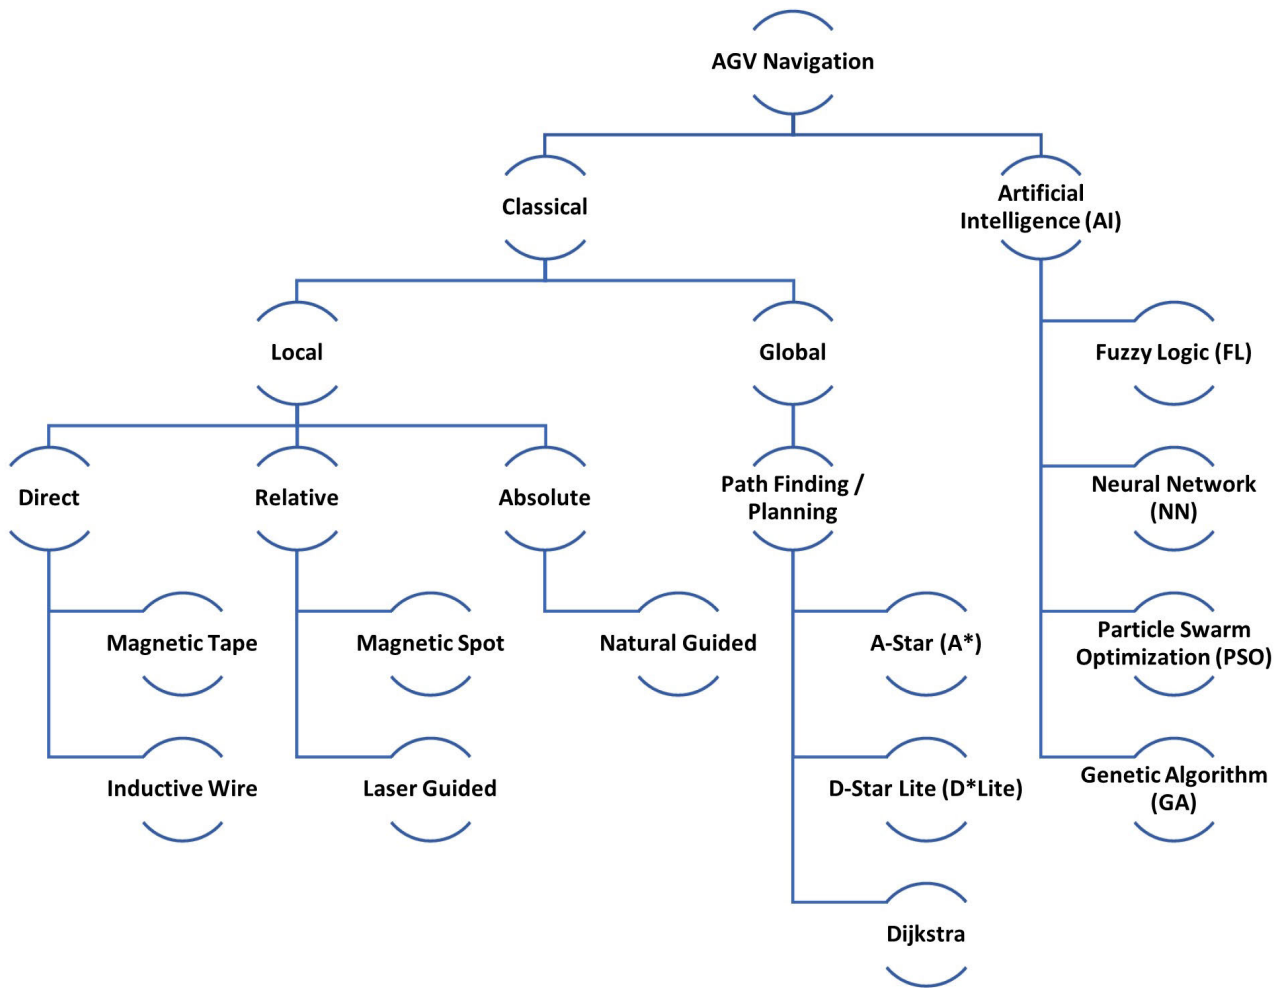 AGV Navigation
Classical
Artificial
Intelligence (AI)
Local
Global
Fuzzy Logic (FL)
Direct
Relative
Absolute
Path Finding /
Planning
Neural Network
(NN)
Magnetic Tape
Magnetic Spot
Natural Guided
A-Star (A*)
Particle Swarm
Optimization (PSO)
Inductive Wire
Laser Guided
D-Star Lite (D*Lite)
Genetic Algorithm
(GA)
Dijkstra